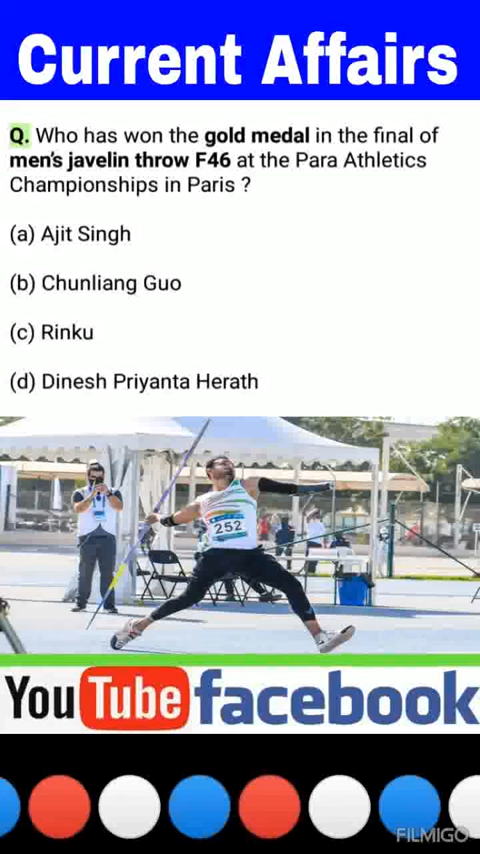 Current Affairs
Q. Who has won the gold medal in the final of
men's javelin throw F46 at the Para Athletics
Championships in Paris ?
(a) Ajit Singh
(b) Chunliang Guo
(c) Rinku
(d) Dinesh Priyanta Herath
252
YouTube facebook
FILMIGO